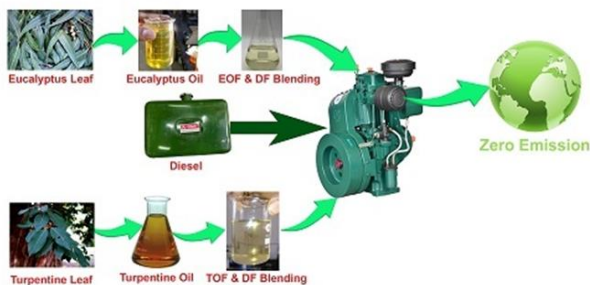 Eucalyptus Leaf
Eucalyptus Oil
EOF & DF Blending
Diesel
Zero Emission
Turpentine Leaf
Turpentine Oil
TOF & DF Blending